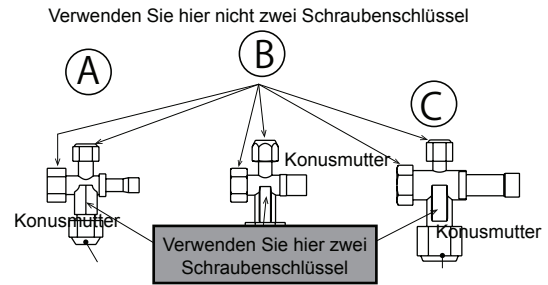 Verwenden Sie hier nicht zwei Schraubenschlüssel
A
B
C
Konusmutter
Konusmutter
Konusmutter
Verwenden Sie hier zwei
Schraubenschlüssel